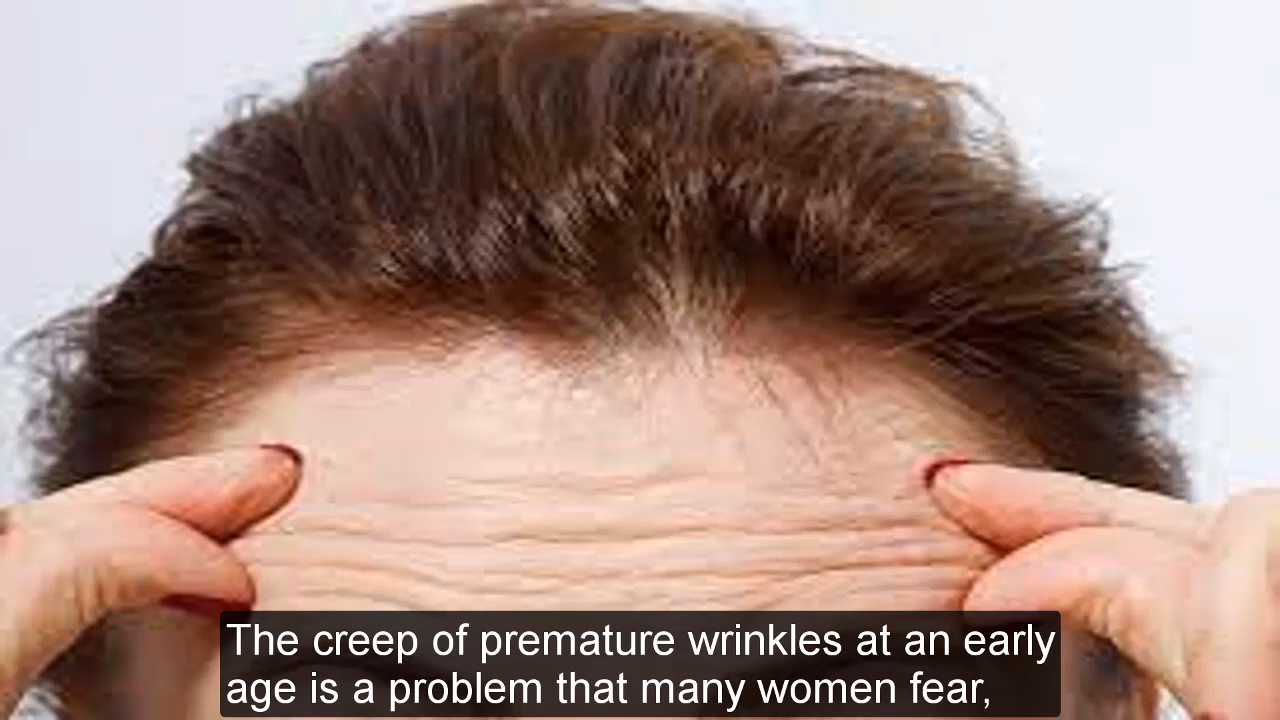 The creep of premature wrinkles at an early
age is a problem that many women fear,